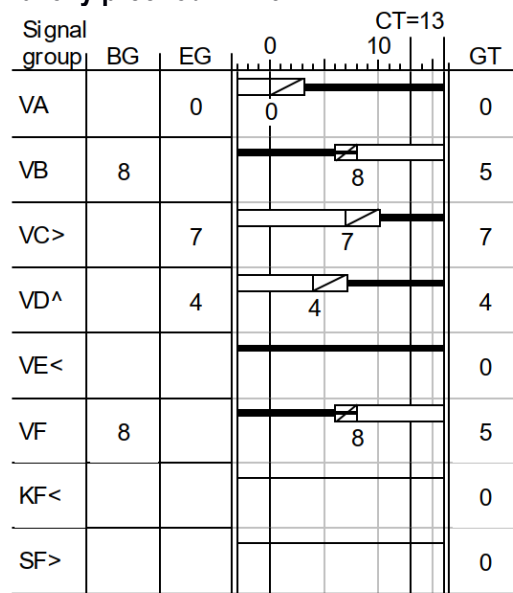 CT=13
Signal
group BG EG 0 10 GT
VA 0 0 0
VB 8 8 5
VC> 7 7 7
VD^ 4 4 4
VE< 0
VF 8 8 5
KF< 0
SF> 0